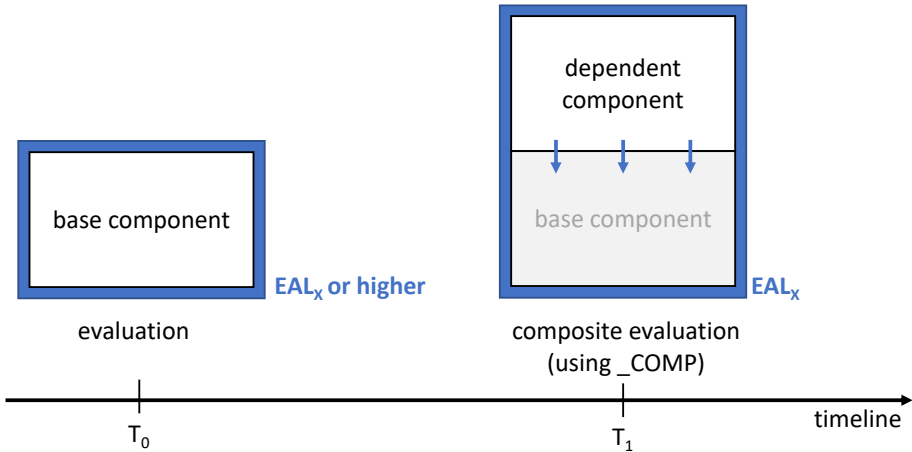 dependent
component
base component
base component
EALX or higher
EALX
evaluation
composite evaluation
(using _COMP)
timeline
T0
T1